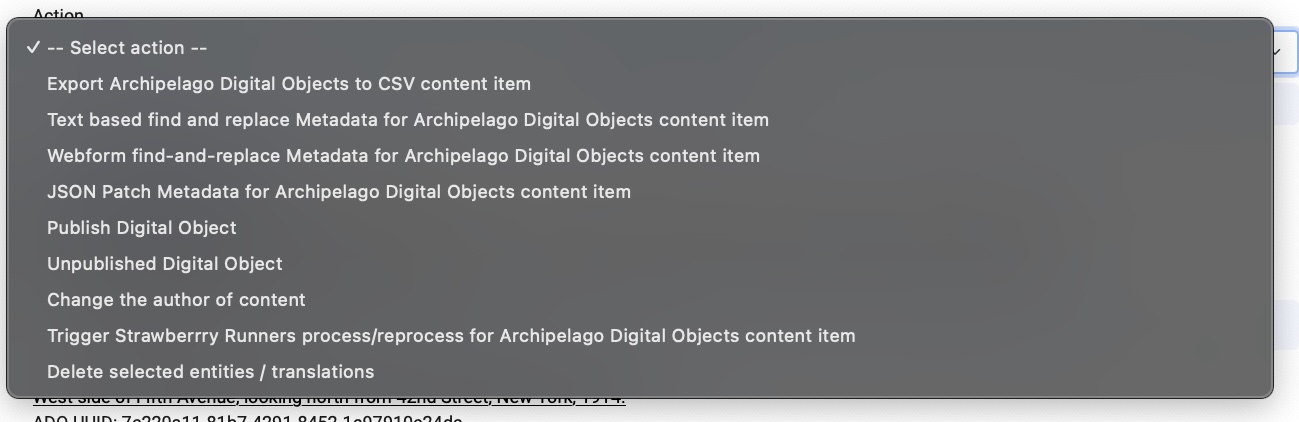 Action
✓ -- Select action --
Export Archipelago Digital Objects to CSV content item
Text based find and replace Metadata for Archipelago Digital Objects content item
Webform find-and-replace Metadata for Archipelago Digital Objects content item
JSON Patch Metadata for Archipelago Digital Objects content item
Publish Digital Object
Unpublished Digital Object
Change the author of content
Trigger Strawberrry Runners process/reprocess for Archipelago Digital Objects content item
Delete selected entities / translations
West side of Fifth Avenue, looking north from 42nd Street, New York, 1914.
ADO UUID: